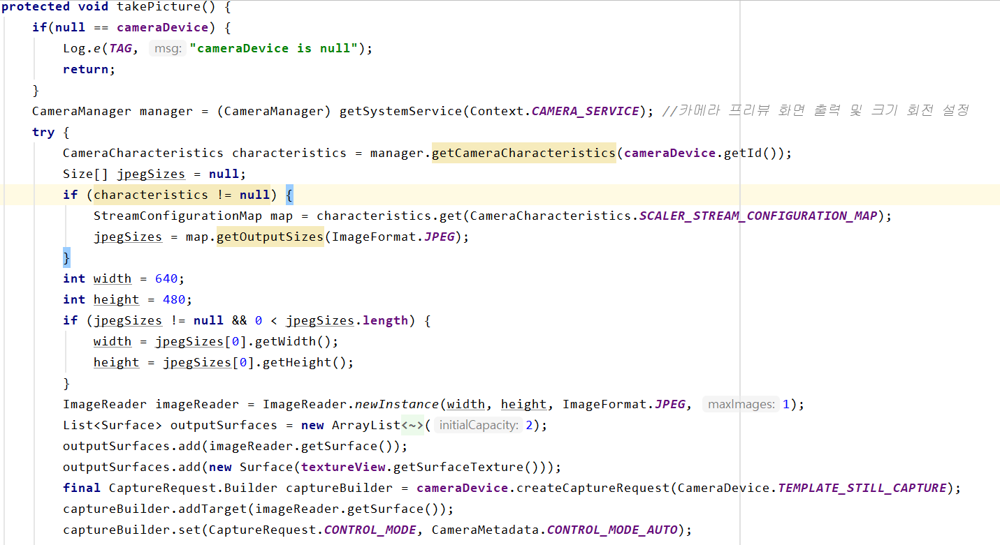 protected void takePicture() {
if(null == cameraDevice) {
Log.e(TAG, msg: "cameraDevice is null");
return;
}
CameraManager manager = (CameraManager) getSystemService(Context.CAMERA_SERVICE); //카메라 프리뷰 화면 출력 및 크기 회전 설정
try {
CameraCharacteristics characteristics = manager.getCameraCharacteristics(cameraDevice.getId());
Size[] jpegSizes = null;
if (characteristics != null) {
StreamConfigurationMap map = characteristics.get(CameraCharacteristics.SCALER_STREAM_CONFIGURATION_MAP);
jpegSizes = map.getOutputSizes(ImageFormat.JPEG);
}
int width = 640;
int height = 480;
if (jpegSizes != null && 0 < jpegSizes.length) {
width = jpegSizes[0].getWidth();
height = jpegSizes[0].getHeight();
}
ImageReader imageReader = ImageReader.newInstance(width, height, ImageFormat.JPEG, maxImages: 1);
List<Surface> outputSurfaces = new ArrayList<~>( initialCapacity: 2);
outputSurfaces.add(imageReader.getSurface());
outputSurfaces.add(new Surface(textureView.getSurfaceTexture()));
final CaptureRequest.Builder captureBuilder = cameraDevice.createCaptureRequest(CameraDevice.TEMPLATE_STILL_CAPTURE);
captureBuilder.addTarget(imageReader.getSurface());
captureBuilder.set(CaptureRequest.CONTROL_MODE, CameraMetadata.CONTROL_MODE_AUTO);